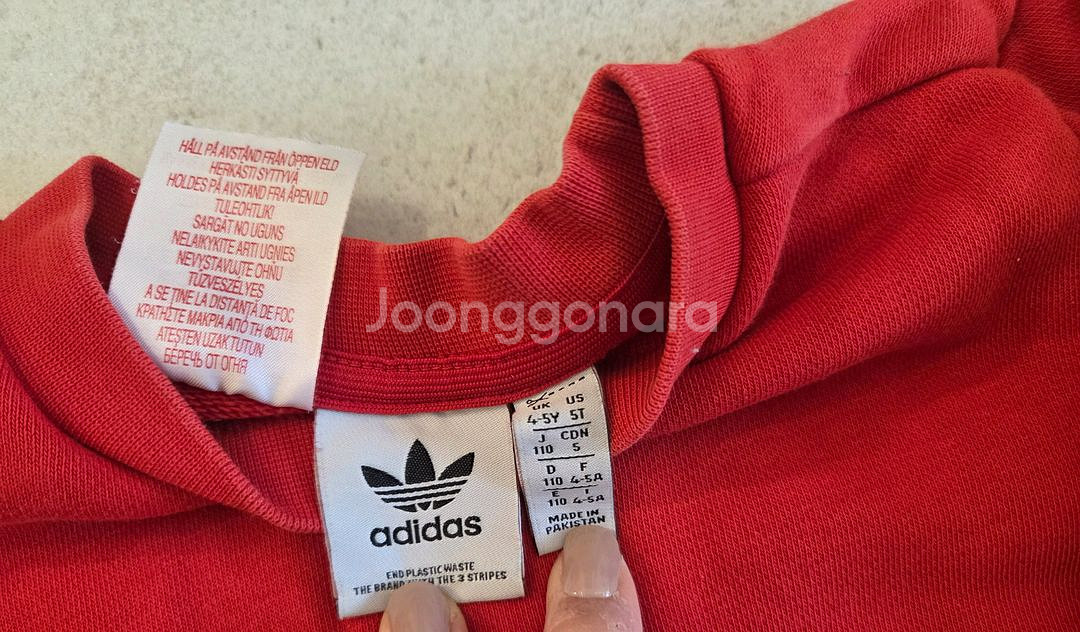 HÅLL PÅ AVSTÅND FRÅN ÖPPEN ELD
HERKÄSTI SYTTYVÄ
HOLDES PÅ AVSTAND FRA ÅPEN ILD
TULEOHTLIK!
SARGĀT NO UGUNS
NELAIKYKITE ARTI UGNIES
NEVYSTAVUJTE OHNU
TŰZVESZÉLYES
A SE ȚINE LA DISTANȚĂ DE FOC
ΚΡΑΤΗΣΤΕ ΜΑΚΡΙΑ ΑΠΟ ΤΗ ΦΩΤΙΑ
ATEŞTEN UZAK TUTUN
БЕРЕЧЬ ОТ ОГНЯ
Joonggonara
adidas
END PLASTIC WASTE
THE BRAND WITH THE 3 STRIPES
UK US
4-5Y 5T
J CDN
110 5
D F
110 4-5A
E I
110 4-5A
MADE IN
PAKISTAN